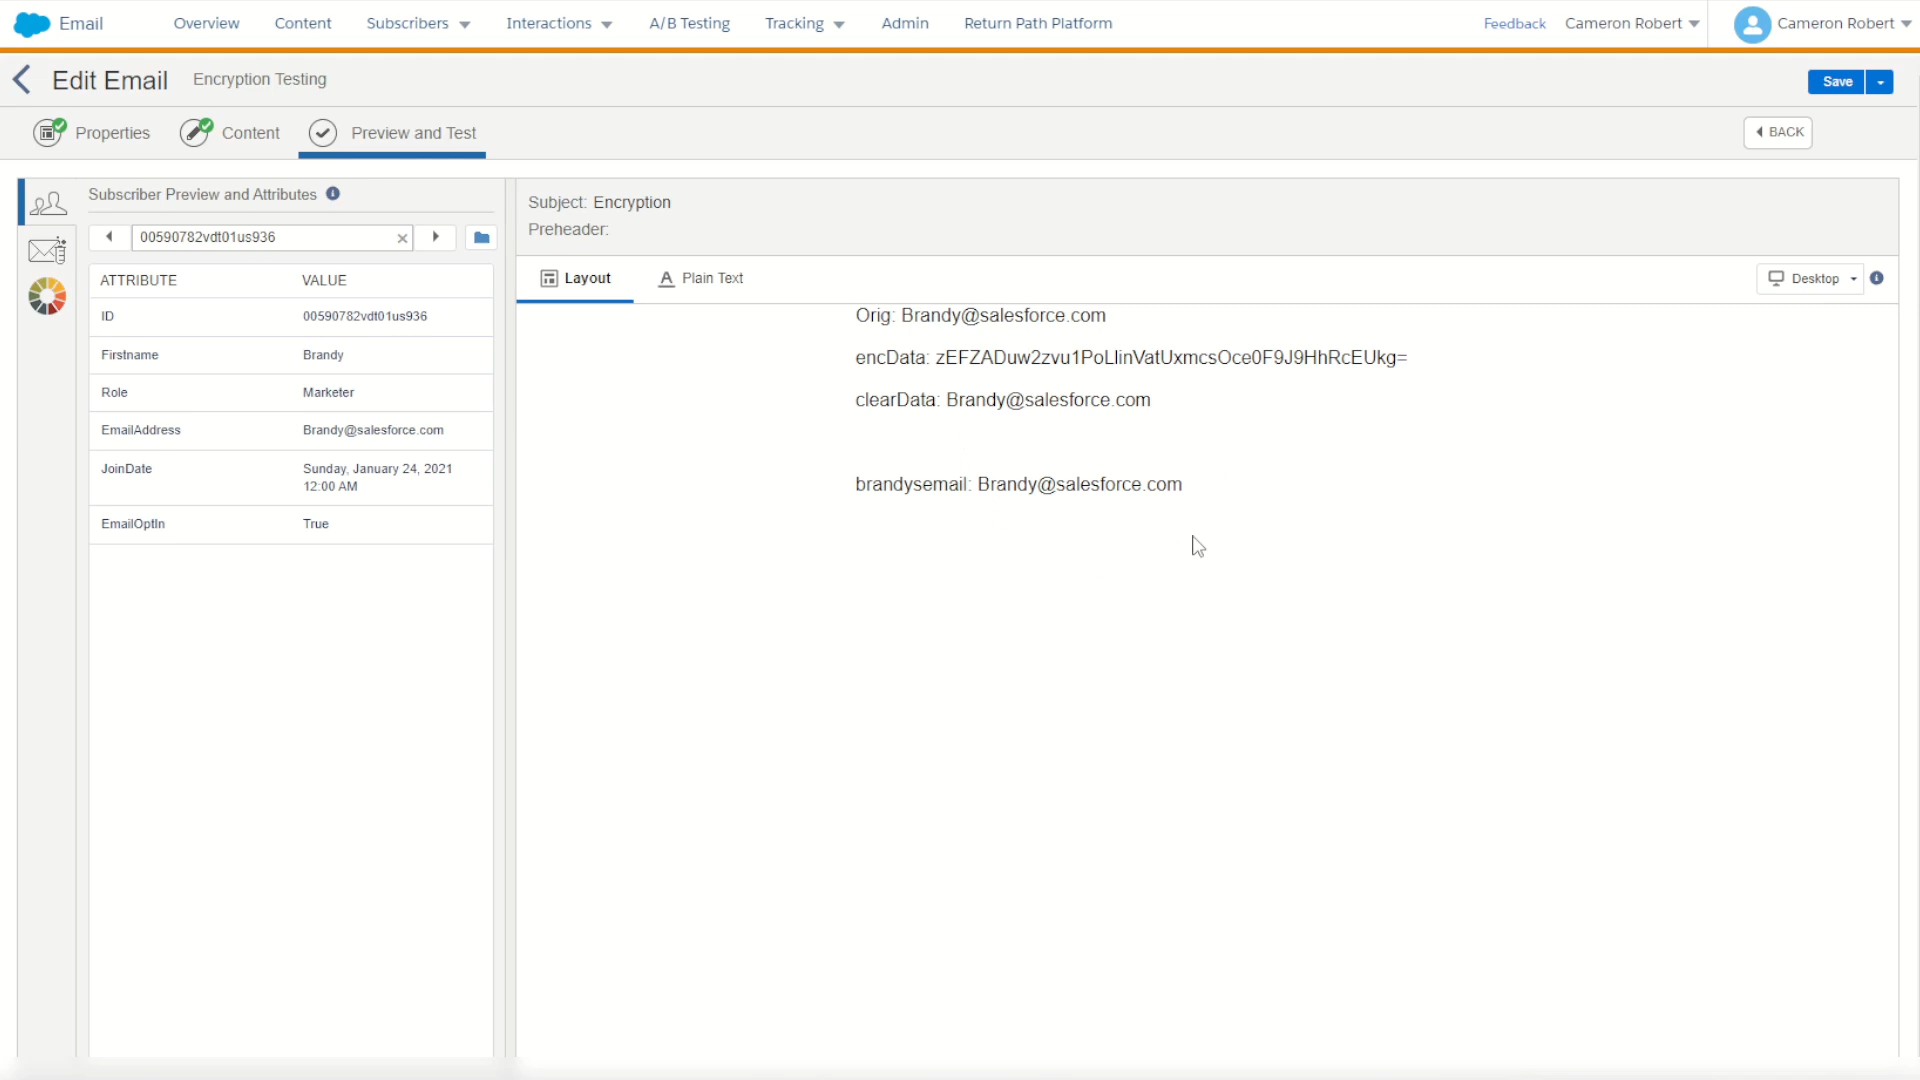 Email Overview Content Subscribers Interactions A/B Testing Tracking Admin Return Path Platform Feedback Cameron Robert Cameron Robert
Edit Email Encryption Testing Save
Properties Content Preview and Test BACK
Subscriber Preview and Attributes
00590782vdt01us936
ATTRIBUTE VALUE
ID 00590782vdt01us936
Firstname Brandy
Role Marketer
EmailAddress Brandy@salesforce.com
JoinDate Sunday, January 24, 2021
12:00 AM
EmailOptIn True
Subject: Encryption
Preheader:
Layout A Plain Text Desktop
Orig: Brandy@salesforce.com
encData: zEFZADuw2zvu1PoLlinVatUxmcsOce0F9J9HhRcEUkg=
clearData: Brandy@salesforce.com
brandysemail: Brandy@salesforce.com